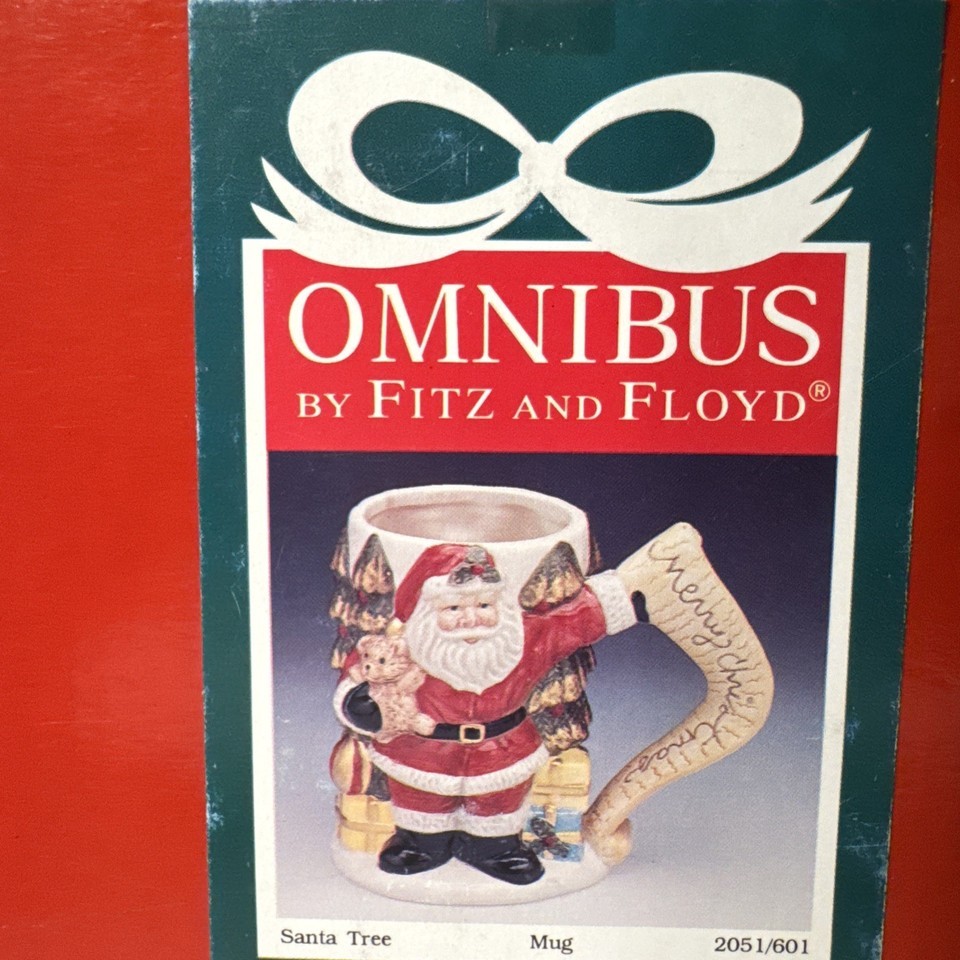 OMNIBUS
BY FITZ AND FLOYD®
Merry Christmas
Santa Tree Mug 2051/601